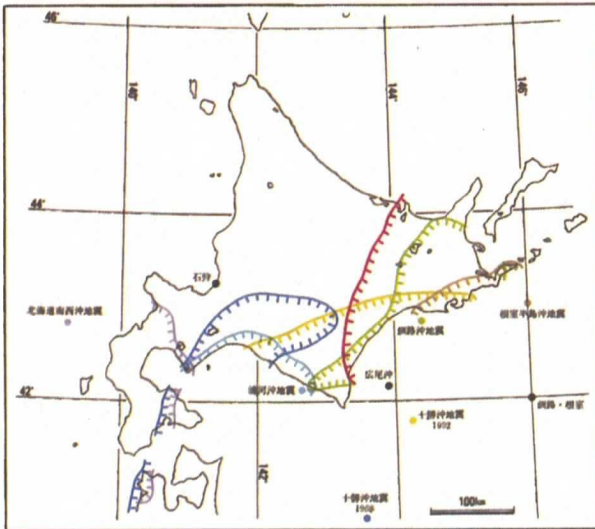 46°
140°
144°
146°
44°
石狩
北海道南西沖地震
釧路沖地震
根室半島沖地震
浦河沖地震
広尾沖
42°
釧路・根室
十勝沖地震
142°
100km
十勝沖地震